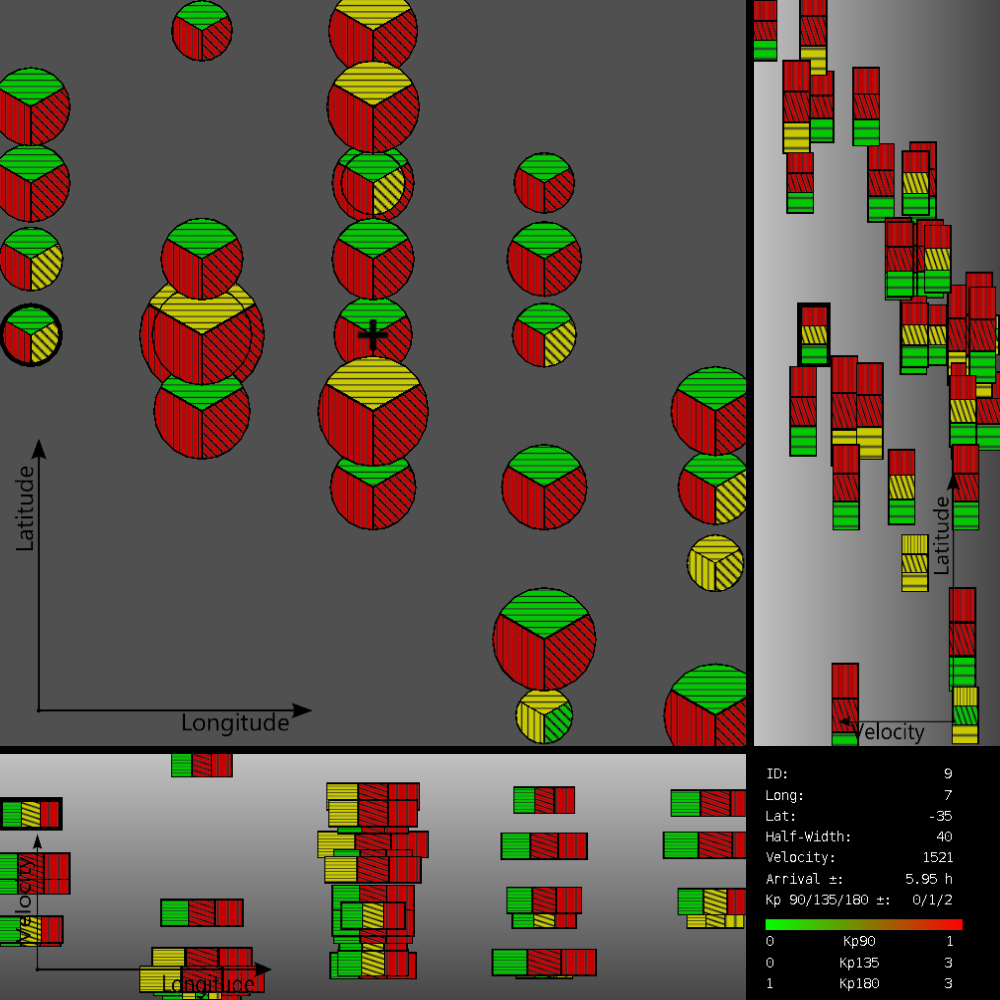 Latitude
Longitude
Latitude
Velocity
Velocity
Longitude
ID: 9
Long: 7
Lat: -35
Half-Width: 40
Velocity: 1521
Arrival ±: 5.95 h
Kp 90/135/180 ±: 0/1/2
0 Kp90 1
0 Kp135 3
1 Kp180 3